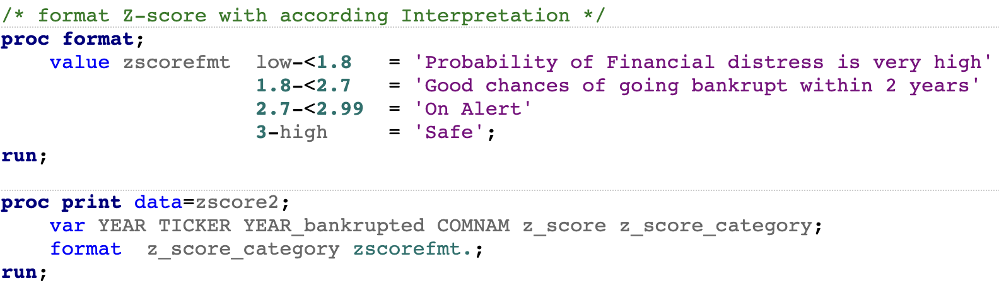 /* format Z-score with according Interpretation */
proc format;
    value zscorefmt  low-<1.8   = 'Probability of Financial distress is very high'
                     1.8-<2.7   = 'Good chances of going bankrupt within 2 years'
                     2.7-<2.99  = 'On Alert'
                     3-high     = 'Safe';
run;
proc print data=zscore2;
    var YEAR TICKER YEAR_bankrupted COMNAM z_score z_score_category;
    format  z_score_category zscorefmt.;
run;